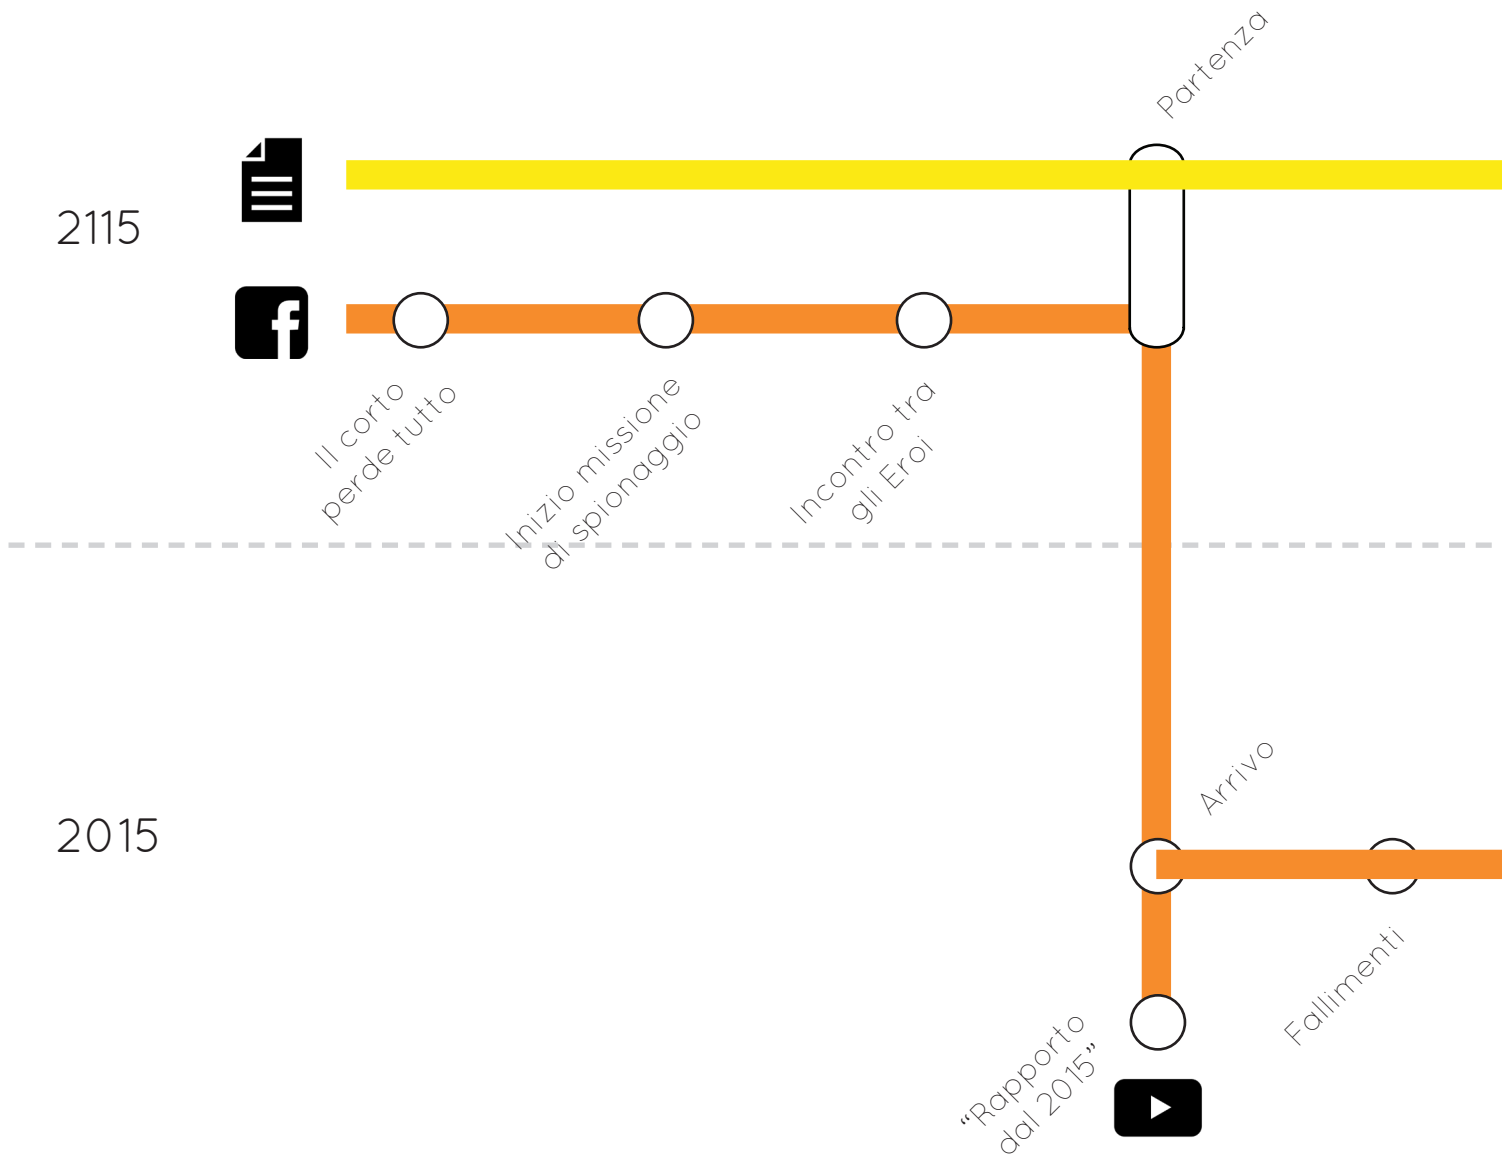 Partenza
2115
Il corto
perde tutto
Inizio missione
di spionaggio
Incontro tra
gli Eroi
Arrivo
2015
Fallimenti
“Rapporto
dal 2015”